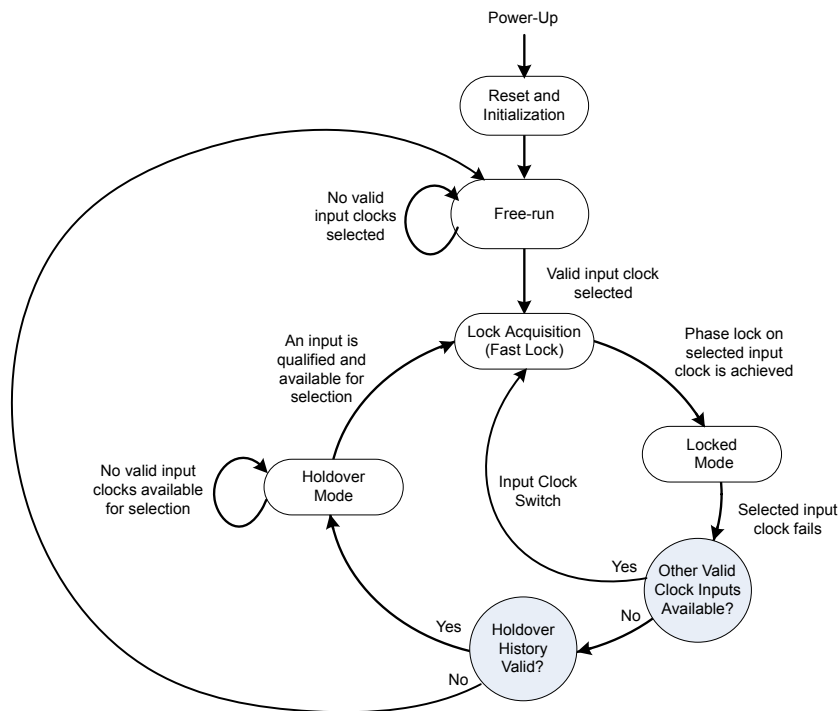 Power-Up
Reset and
Initialization
No valid
input clocks
selected
Free-run
Valid input clock
selected
Lock Acquisition
(Fast Lock)
An input is
qualified and
available for
selection
Phase lock on
selected input
clock is achieved
Locked
Mode
No valid input
clocks available
for selection
Holdover
Mode
Input Clock
Switch
Selected input
clock fails
Yes
Other Valid
Clock Inputs
Available?
No
Yes
Holdover
History
Valid?
No